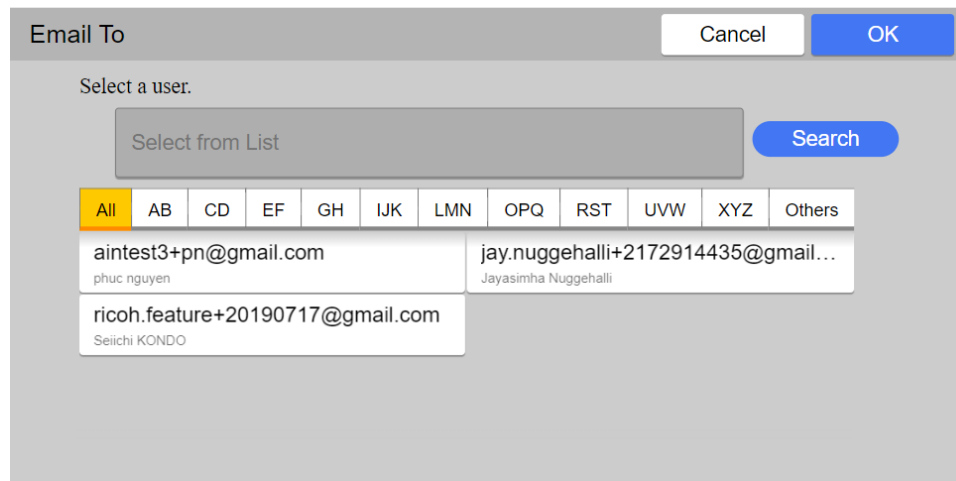 Email To
Cancel
OK
Select a user.
Select from List
Search
All AB CD EF GH IJK LMN OPQ RST UVW XYZ Others
aintest3+pn@gmail.com
phuc nguyen
jay.nuggehalli+2172914435@gmail...
Jayasimha Nuggehalli
ricoh.feature+20190717@gmail.com
Seiichi KONDO